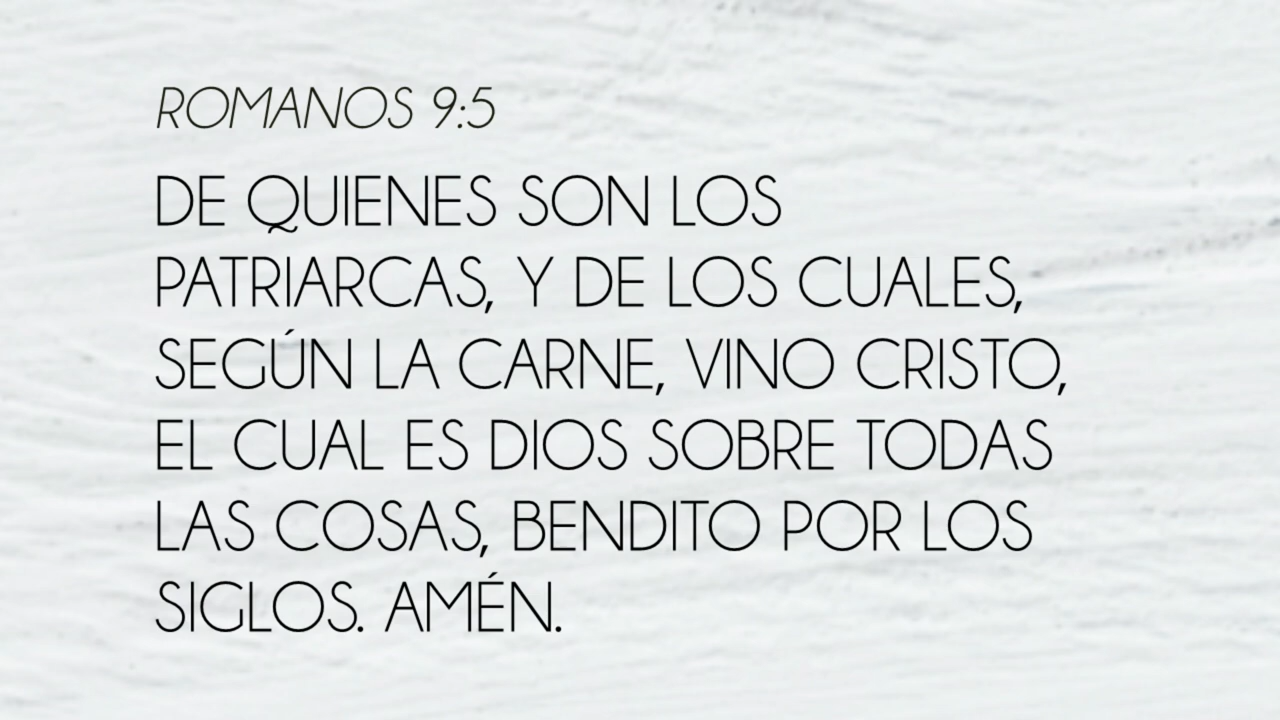 ROMANOS 9:5
DE QUIENES SON LOS
PATRIARCAS, Y DE LOS CUALES,
SEGÚN LA CARNE, VINO CRISTO,
EL CUAL ES DIOS SOBRE TODAS
LAS COSAS, BENDITO POR LOS
SIGLOS. AMÉN.